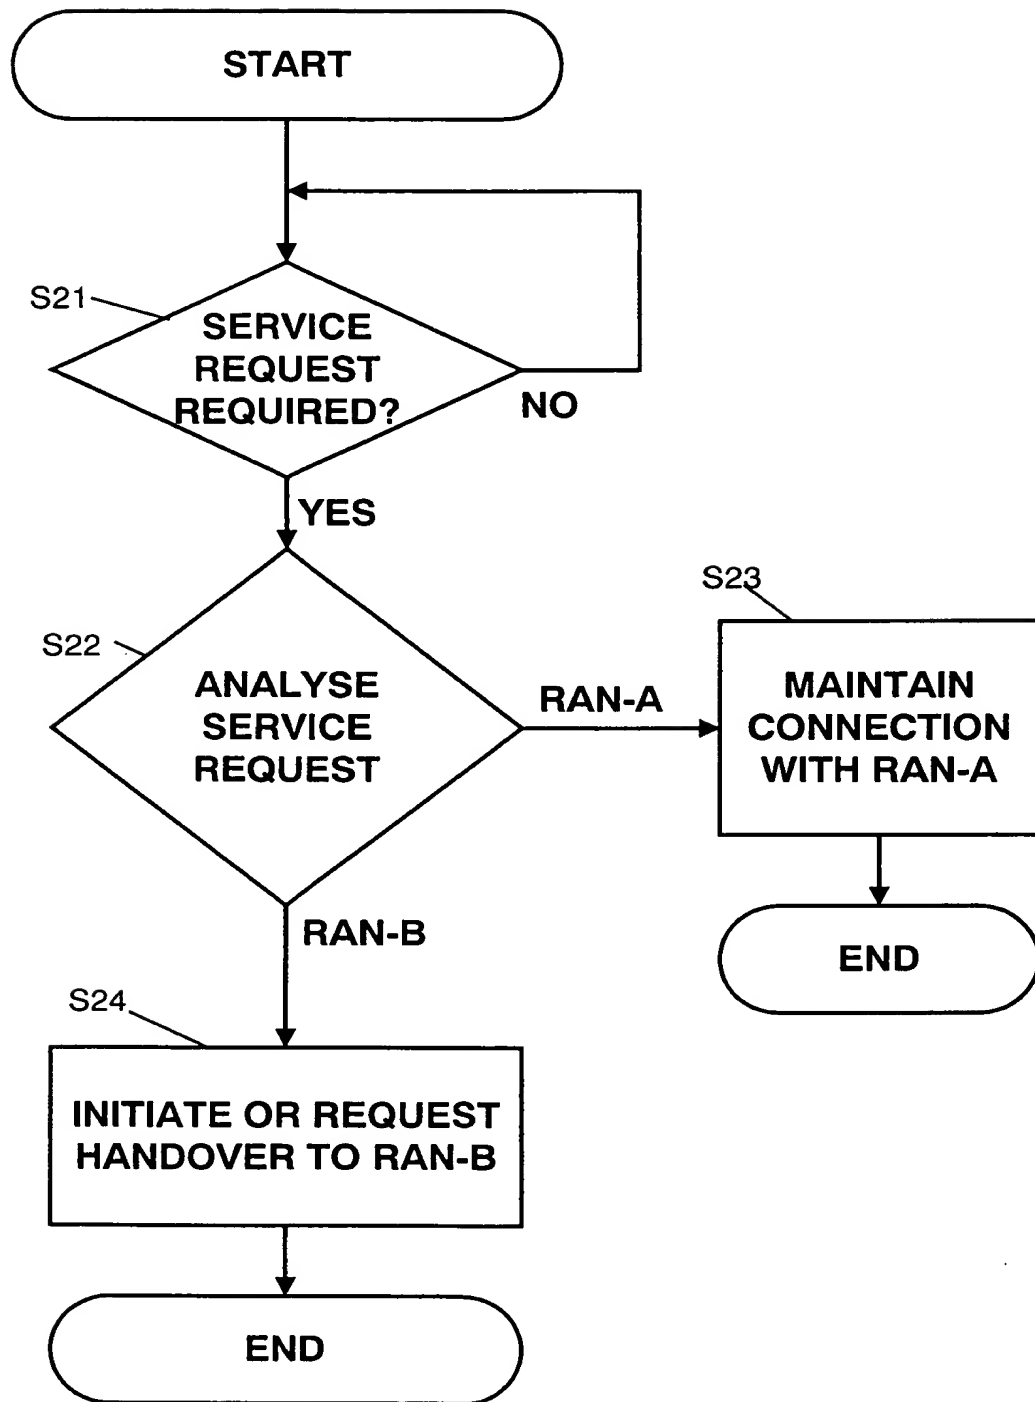 START
S21
SERVICE
REQUEST
REQUIRED?
NO
YES
S22
ANALYSE
SERVICE
REQUEST
RAN-A
S23
MAINTAIN
CONNECTION
WITH RAN-A
END
RAN-B
S24
INITIATE OR REQUEST
HANDOVER TO RAN-B
END